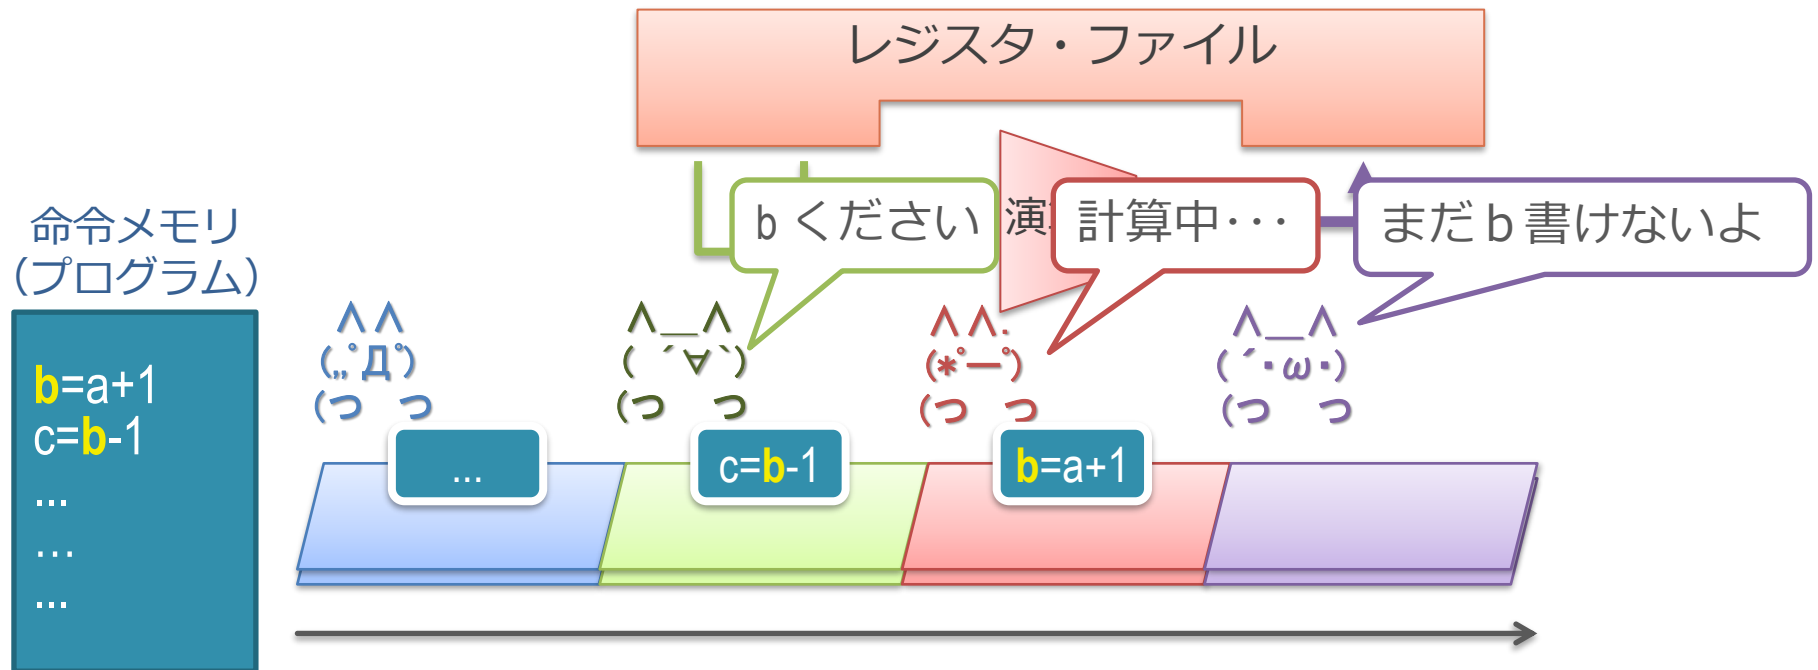 レジスタ・ファイル
bください
演
計算中･･･
まだb書けないよ
命令メモリ
(プログラム)
b=a+1
c=b-1
...
…
...
∧∧
(,,ﾟДﾟ)
(つ　つ
∧＿∧
( ´∀`)
(つ　つ
∧∧.
(*ﾟーﾟ)
(つ　つ
∧＿∧
( ´･ω･)
(つ　つ
...
c=b-1
b=a+1